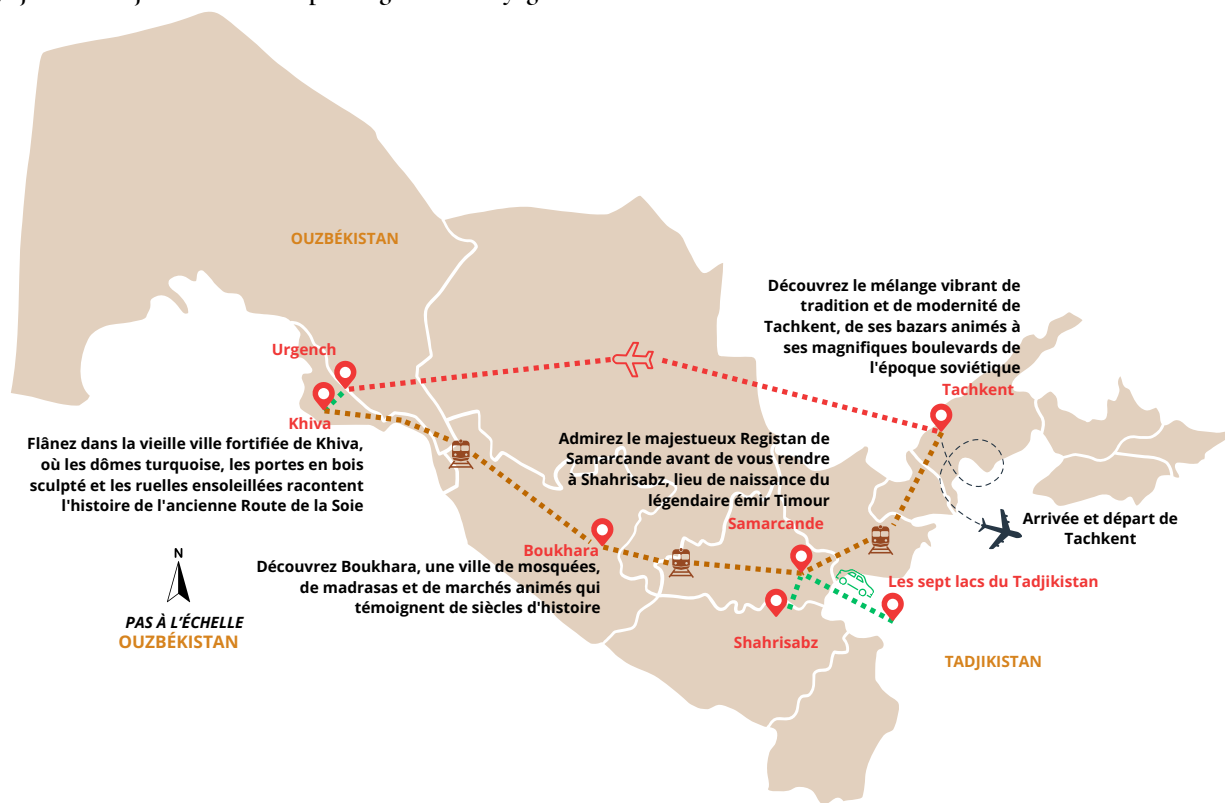 OUZBÉKISTAN
Découvrez le mélange vibrant de
tradition et de modernité de
Tachkent, de ses bazars animés à
ses magnifiques boulevards de
l'époque soviétique
Tachkent
Urgench
Khiva
Flânez dans la vieille ville fortifiée de Khiva,
où les dômes turquoise, les portes en bois
sculpté et les ruelles ensoleillées racontent
l'histoire de l'ancienne Route de la Soie
Admirez le majestueux Registan de
Samarcande avant de vous rendre
à Shahrisabz, lieu de naissance du
légendaire émir Timour
Samarcande
Arrivée et départ de
Tachkent
Boukhara
Découvrez Boukhara, une ville de mosquées,
de madrasas et de marchés animés qui
témoignent de siècles d'histoire
Les sept lacs du Tadjikistan
N
PAS À L'ÉCHELLE
OUZBÉKISTAN
Shahrisabz
TADJIKISTAN